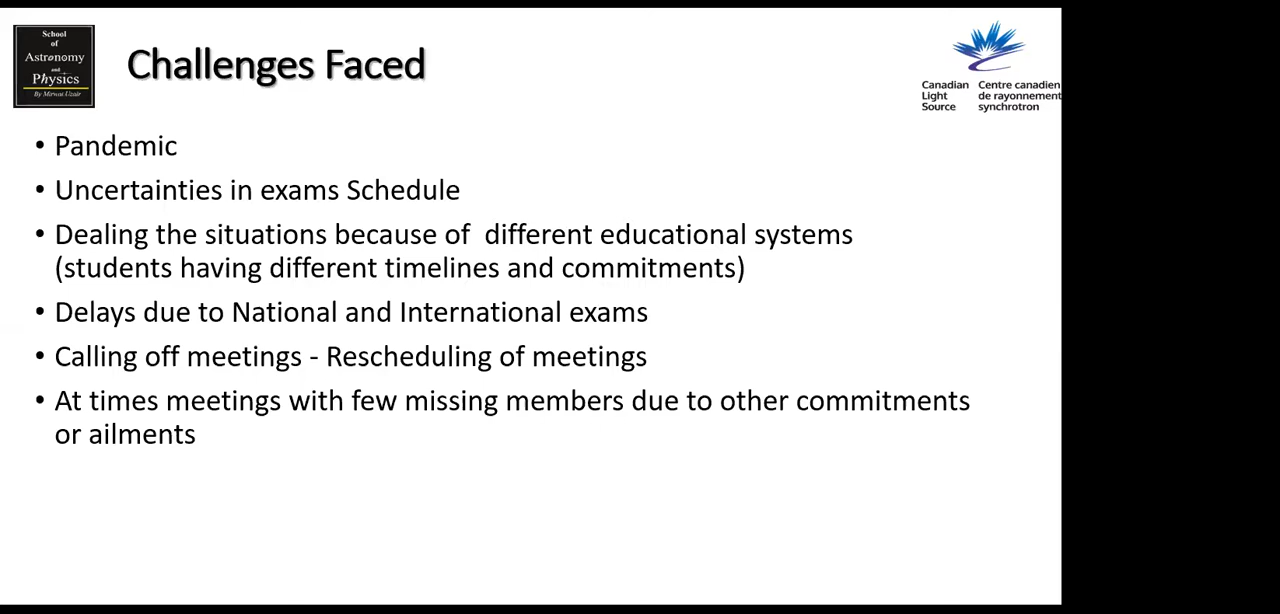 School
of
Astronomy
and
Physics
By Mirwat Uzair
Challenges Faced
Canadian Light Source
Centre canadien de rayonnement synchrotron
• Pandemic
• Uncertainties in exams Schedule
• Dealing the situations because of  different educational systems
(students having different timelines and commitments)
• Delays due to National and International exams
• Calling off meetings - Rescheduling of meetings
• At times meetings with few missing members due to other commitments
or ailments